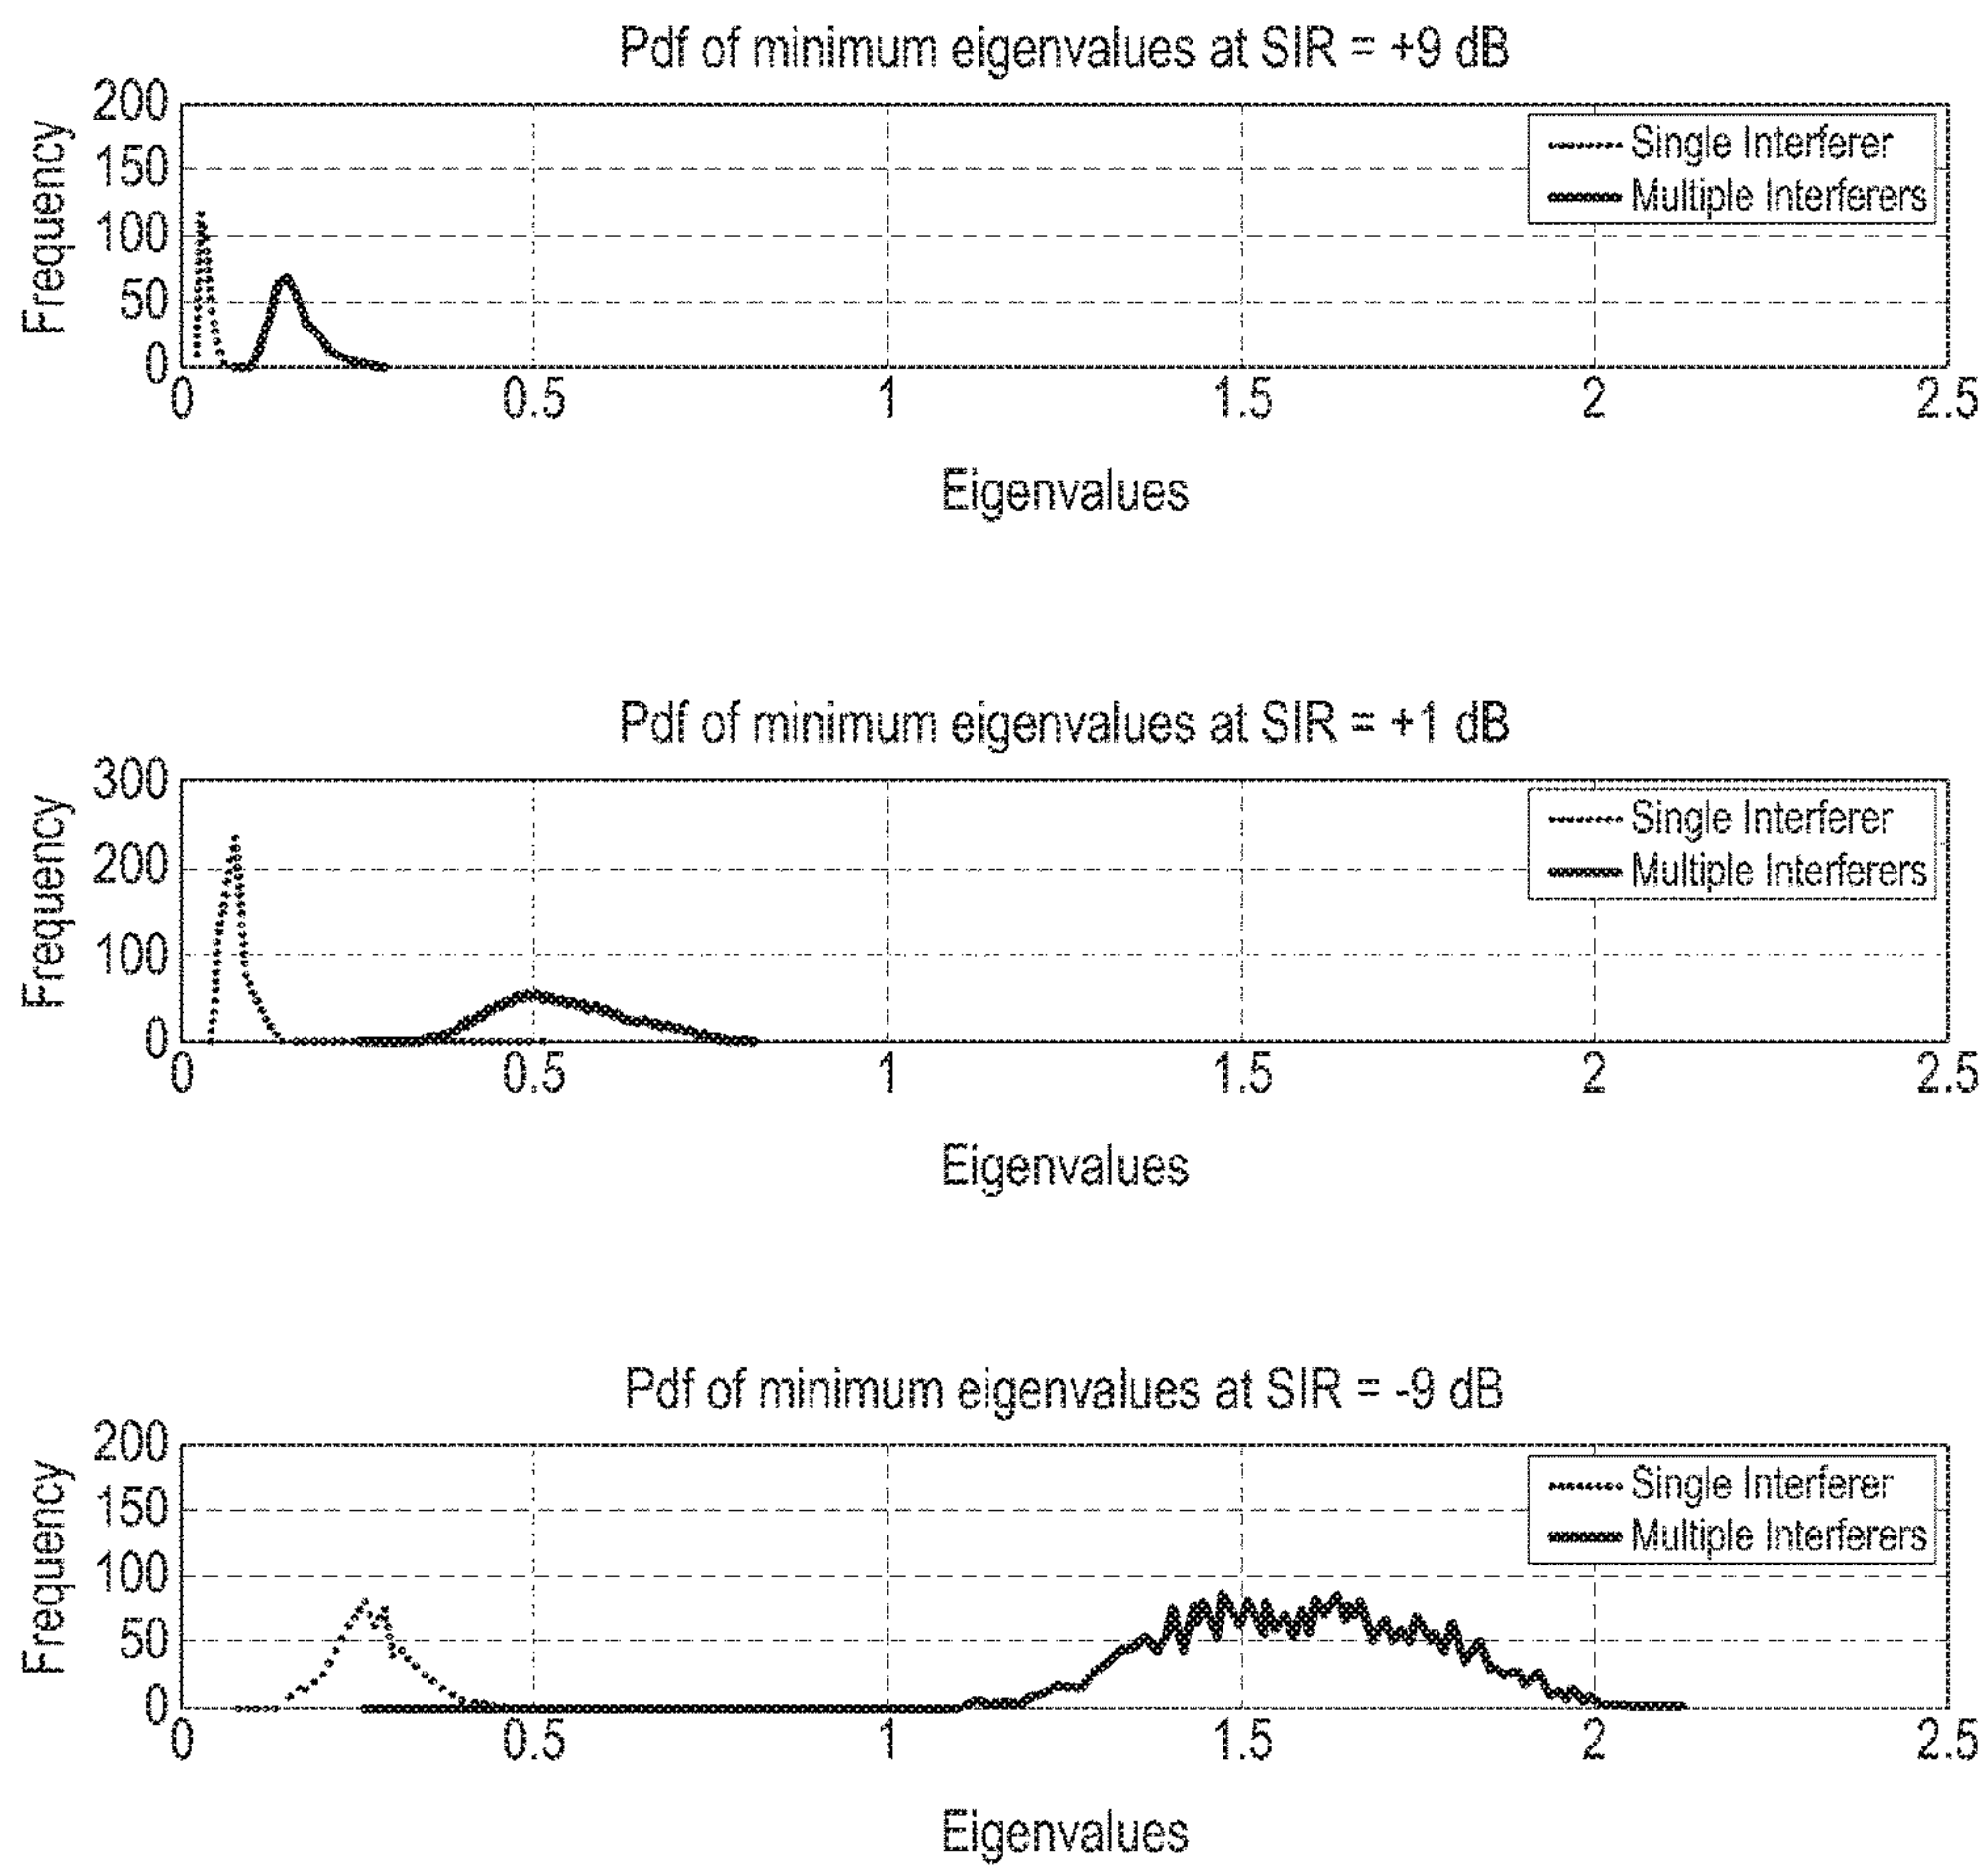 Pdf of minimum eigenvalues at SIR = +9 dB
Frequency
200
150
100
50
0
Single Interferer
Multiple Interferers
0 0.5 1 1.5 2 2.5
Eigenvalues
Pdf of minimum eigenvalues at SIR = +1 dB
Frequency
300
200
100
0
Single Interferer
Multiple Interferers
0 0.5 1 1.5 2 2.5
Eigenvalues
Pdf of minimum eigenvalues at SIR = -9 dB
Frequency
200
150
100
50
0
Single Interferer
Multiple Interferers
0 0.5 1 1.5 2 2.5
Eigenvalues